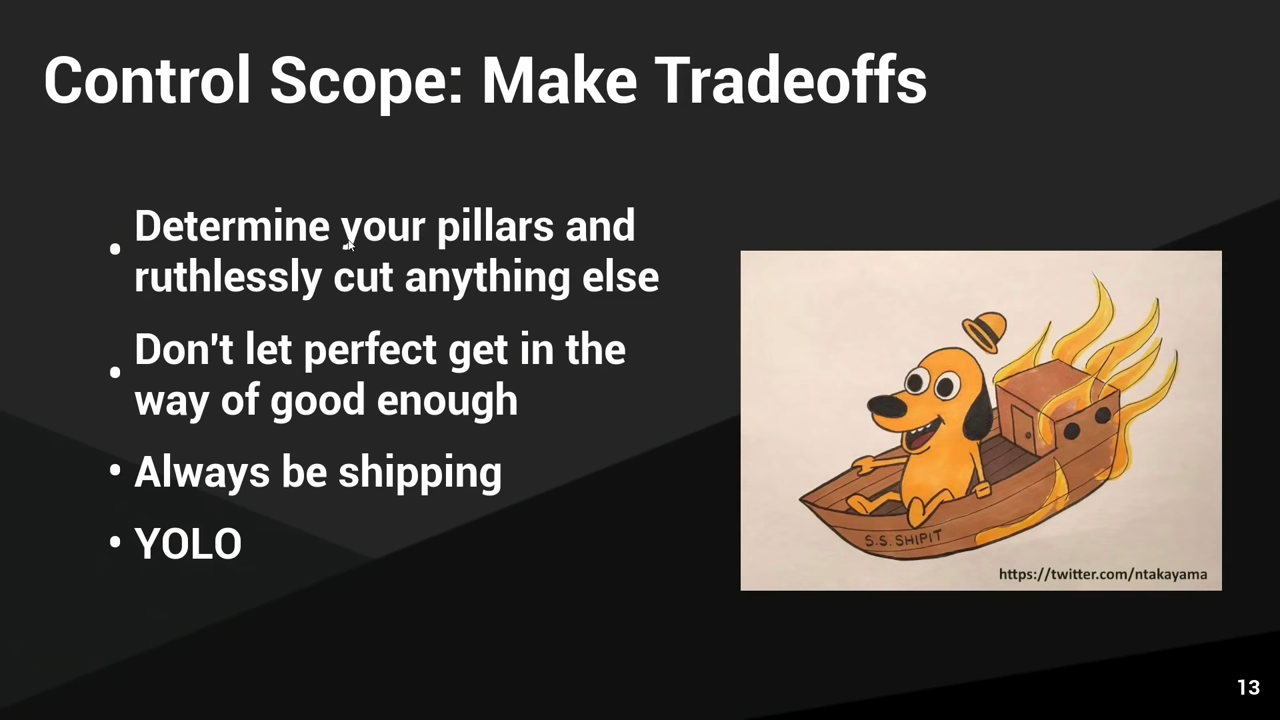 Control Scope: Make Tradeoffs
• Determine your pillars and
ruthlessly cut anything else
• Don't let perfect get in the
way of good enough
• Always be shipping
• YOLO
S.S. SHIPIT
https://twitter.com/ntakayama
13